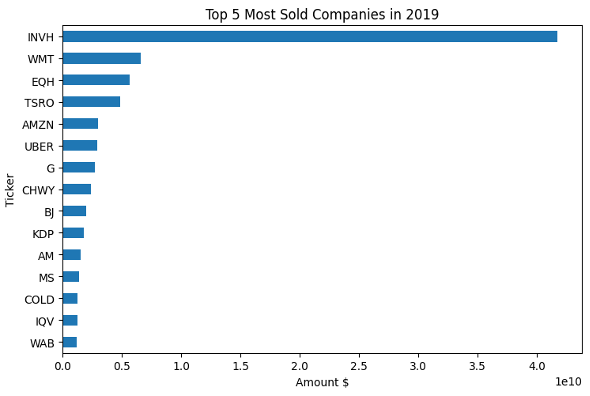 Top 5 Most Sold Companies in 2019
INVH
WMT
EQH
TSRO
AMZN
UBER
G
CHWY
BJ
KDP
AM
MS
COLD
IQV
WAB
Ticker
0.0 0.5 1.0 1.5 2.0 2.5 3.0 3.5 4.0
1e10
Amount $